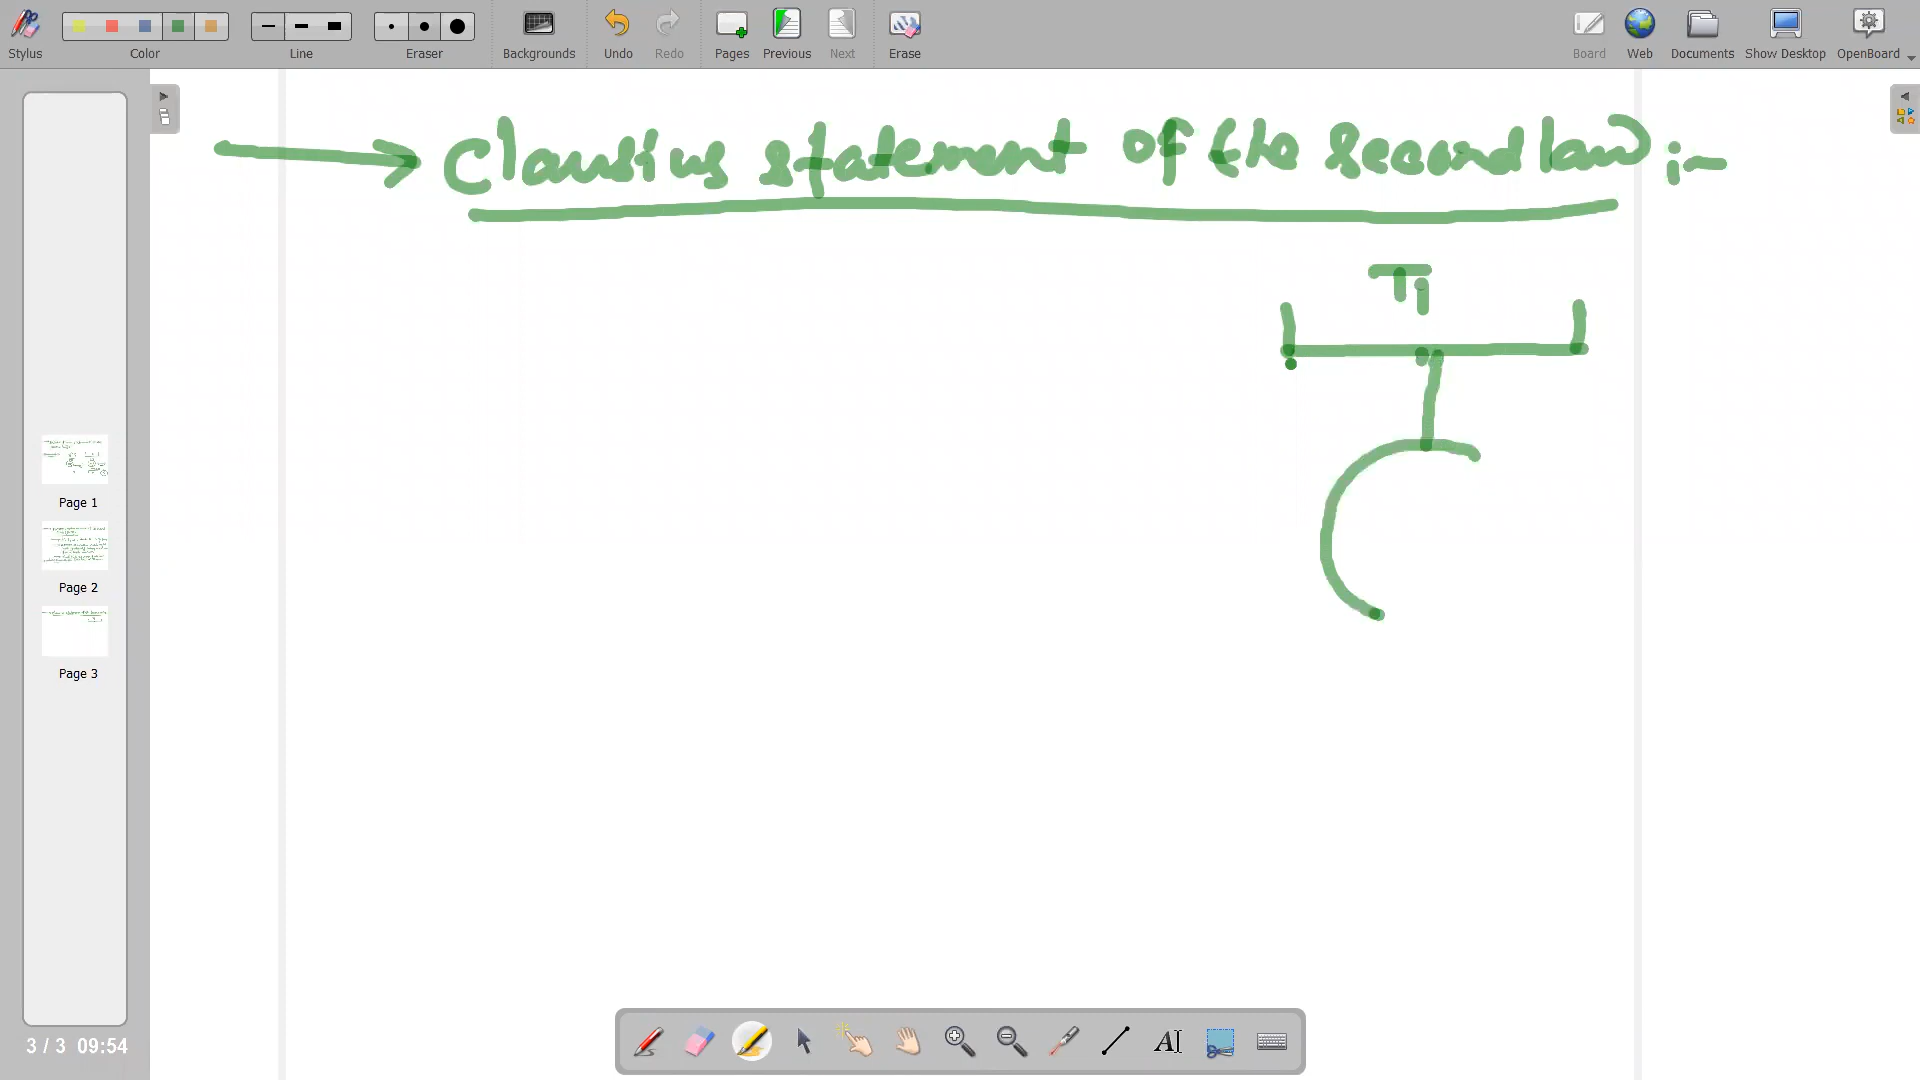 Stylus
Color
Line
Eraser
Backgrounds
Undo
Redo
Pages
Previous
Next
Erase
Board
Web
Documents
Show Desktop
OpenBoard
→ Clausius statement of the second law :-
T1
Page 1
Page 2
Page 3
3 / 3 09:54